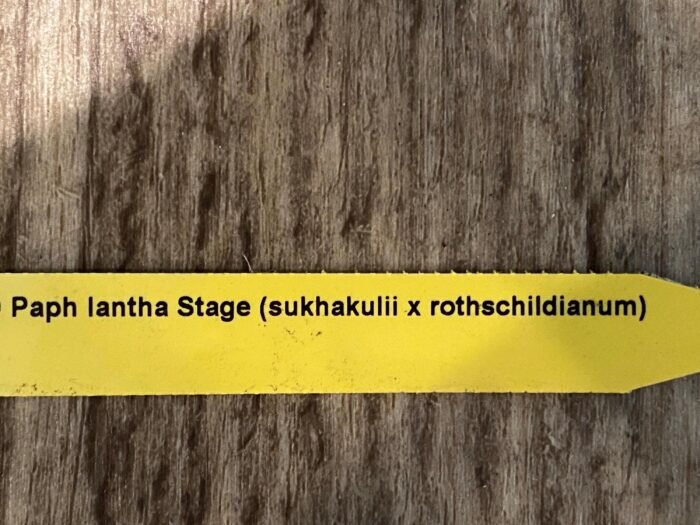 Paph Iantha Stage (sukhakulii x rothschildianum)